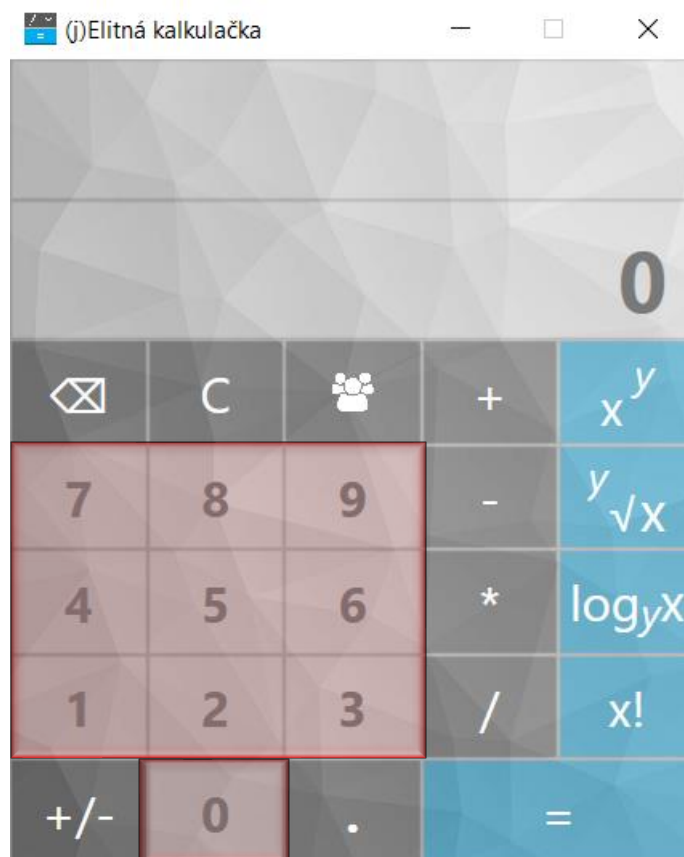 (j)Elitná kalkulačka
0
⌫ C + x^y
7 8 9 - y√x
4 5 6 * log_y x
1 2 3 / x!
+/- 0 . =